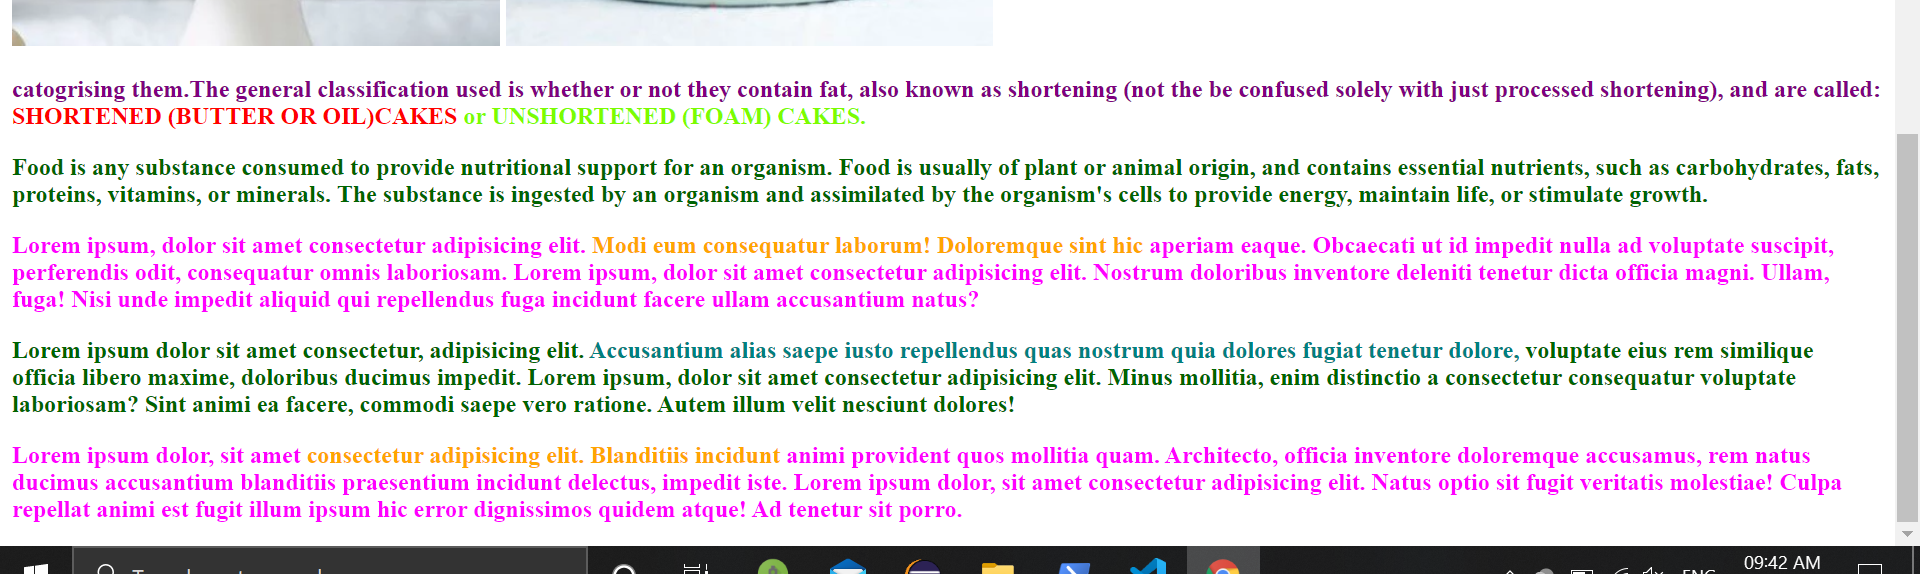 catogrising them.The general classification used is whether or not they contain fat, also known as shortening (not the be confused solely with just processed shortening), and are called:
SHORTENED (BUTTER OR OIL)CAKES or UNSHORTENED (FOAM) CAKES.
Food is any substance consumed to provide nutritional support for an organism. Food is usually of plant or animal origin, and contains essential nutrients, such as carbohydrates, fats,
proteins, vitamins, or minerals. The substance is ingested by an organism and assimilated by the organism's cells to provide energy, maintain life, or stimulate growth.
Lorem ipsum, dolor sit amet consectetur adipisicing elit. Modi eum consequatur laborum! Doloremque sint hic aperiam eaque. Obcaecati ut id impedit nulla ad voluptate suscipit,
perferendis odit, consequatur omnis laboriosam. Lorem ipsum, dolor sit amet consectetur adipisicing elit. Nostrum doloribus inventore deleniti tenetur dicta officia magni. Ullam,
fuga! Nisi unde impedit aliquid qui repellendus fuga incidunt facere ullam accusantium natus?
Lorem ipsum dolor sit amet consectetur, adipisicing elit. Accusantium alias saepe iusto repellendus quas nostrum quia dolores fugiat tenetur dolore, voluptate eius rem similique
officia libero maxime, doloribus ducimus impedit. Lorem ipsum, dolor sit amet consectetur adipisicing elit. Minus mollitia, enim distinctio a consectetur consequatur voluptate
laboriosam? Sint animi ea facere, commodi saepe vero ratione. Autem illum velit nesciunt dolores!
Lorem ipsum dolor, sit amet consectetur adipisicing elit. Blanditiis incidunt animi provident quos mollitia quam. Architecto, officia inventore doloremque accusamus, rem natus
ducimus accusantium blanditiis praesentium incidunt delectus, impedit iste. Lorem ipsum dolor, sit amet consectetur adipisicing elit. Natus optio sit fugit veritatis molestiae! Culpa
repellat animi est fugit illum ipsum hic error dignissimos quidem atque! Ad tenetur sit porro.
09:42 AM